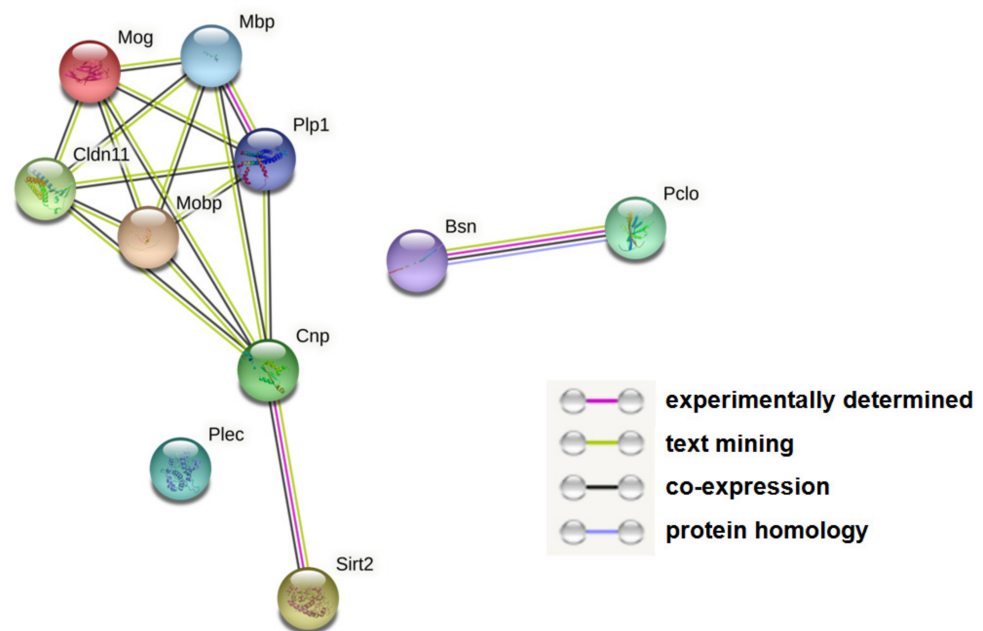 Mog
Mbp
Plp1
Cldn11
Mobp
Bsn
Pclo
Cnp
Plec
Sirt2
experimentally determined
text mining
co-expression
protein homology